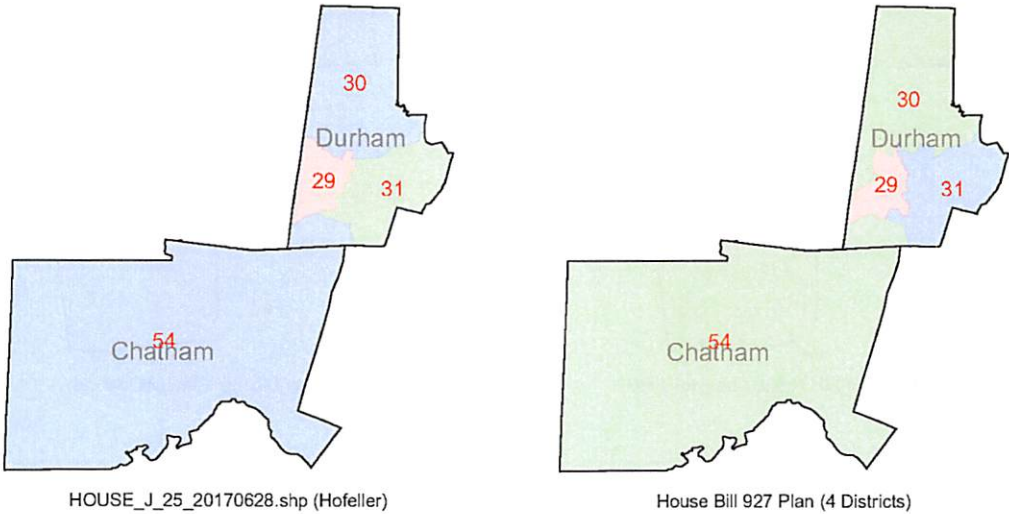 30
Durham
29
31
54
Chatham
HOUSE_J_25_20170628.shp (Hofeller)
30
Durham
29
31
54
Chatham
House Bill 927 Plan (4 Districts)